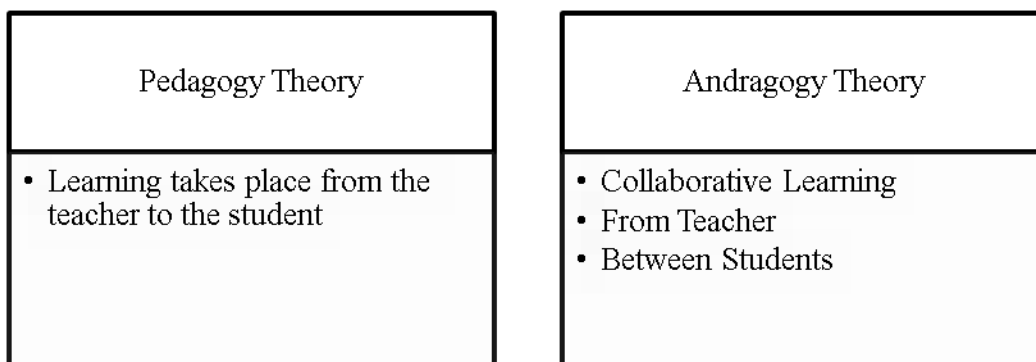 Pedagogy Theory
• Learning takes place from the
teacher to the student
Andragogy Theory
• Collaborative Learning
• From Teacher
• Between Students